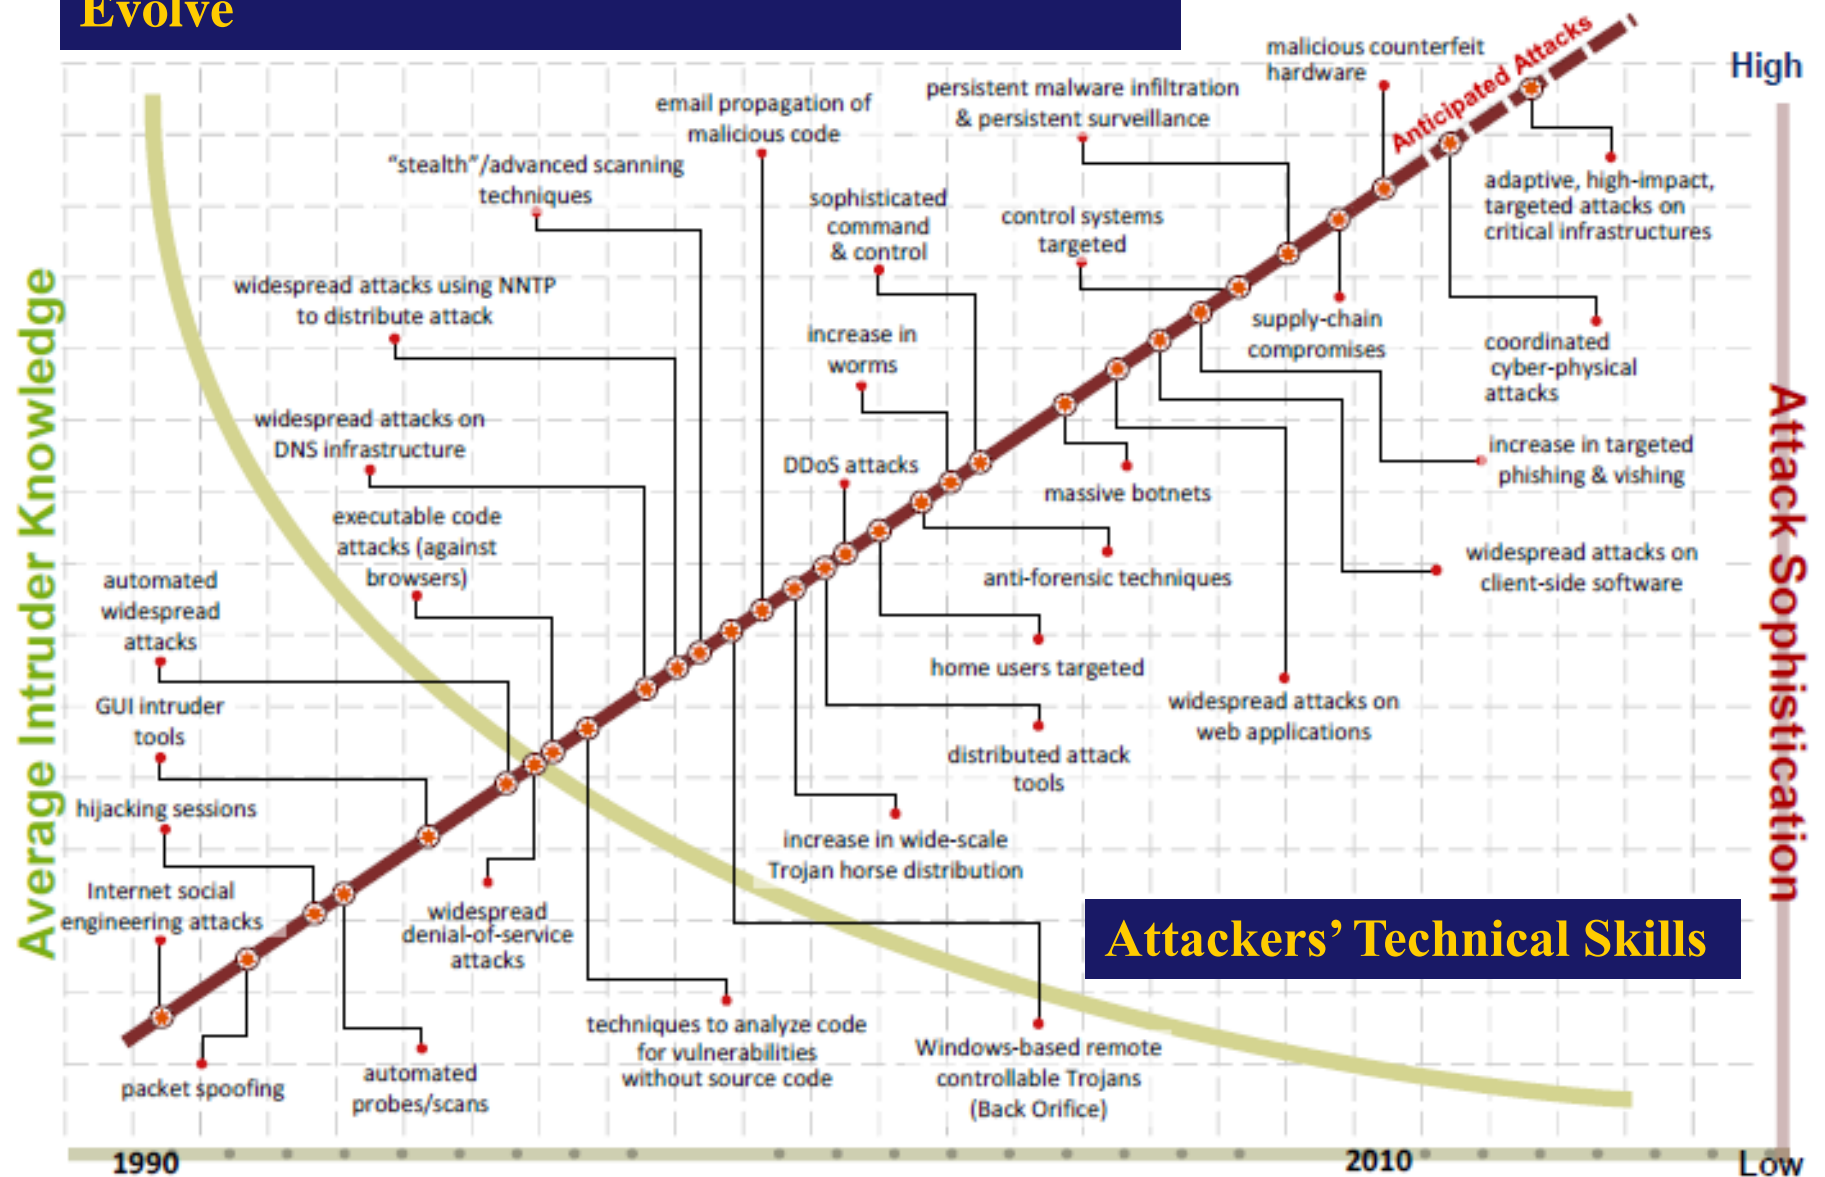 Evolve
High
malicious counterfeit
hardware
Anticipated Attacks
persistent malware infiltration
& persistent surveillance
email propagation of
malicious code
“stealth”/advanced scanning
techniques
sophisticated
command
& control
control systems
targeted
adaptive, high-impact,
targeted attacks on
critical infrastructures
widespread attacks using NNTP
to distribute attack
increase in
worms
supply-chain
compromises
coordinated
cyber-physical
attacks
Average Intruder Knowledge
Attack Sophistication
widespread attacks on
DNS infrastructure
DDoS attacks
increase in targeted
phishing & vishing
massive botnets
executable code
attacks (against
browsers)
anti-forensic techniques
widespread attacks on
client-side software
automated
widespread
attacks
home users targeted
GUI intruder
tools
widespread attacks on
web applications
distributed attack
tools
hijacking sessions
increase in wide-scale
Trojan horse distribution
Internet social
engineering attacks
widespread
denial-of-service
attacks
Attackers’ Technical Skills
techniques to analyze code
for vulnerabilities
without source code
Windows-based remote
controllable Trojans
(Back Orifice)
packet spoofing
automated
probes/scans
1990
2010
Low